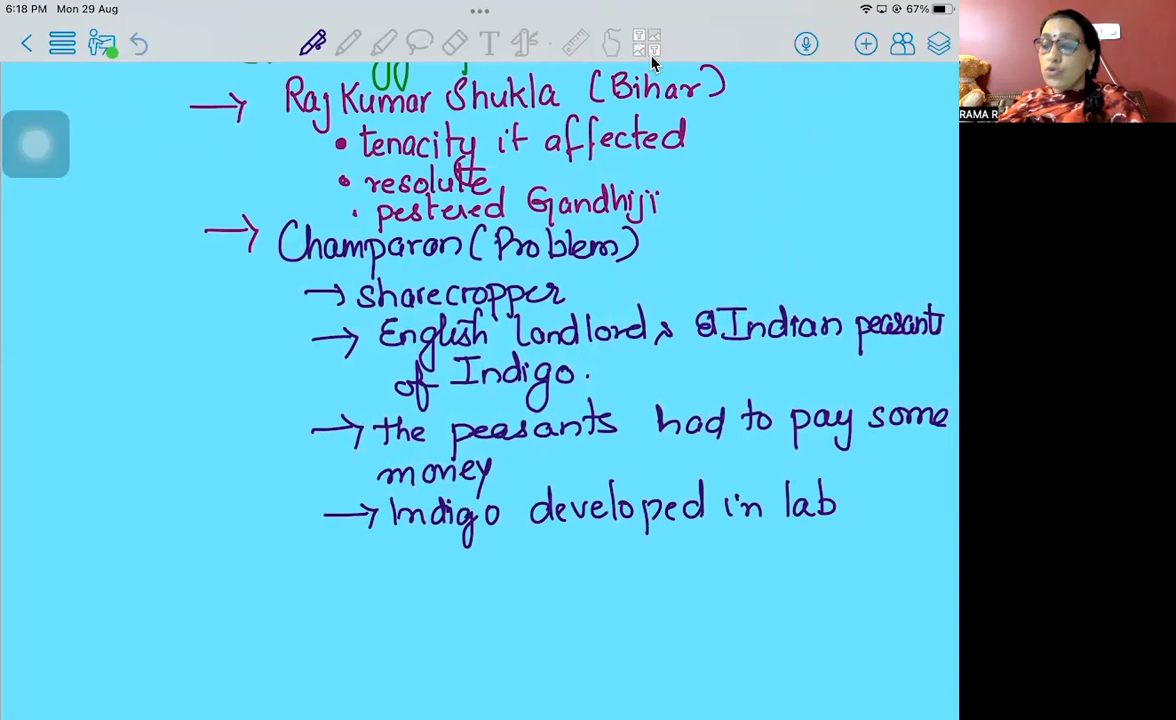 6:18 PM Mon 29 Aug
67%
RAMA R
→ Raj Kumar Shukla (Bihar)
• tenacity it affected
• resolute
• pestered Gandhiji
→ Champaran (Problem)
→ sharecropper
→ English landlords Indian peasants
of Indigo.
→ the peasants had to pay some
money
→ Indigo developed in lab